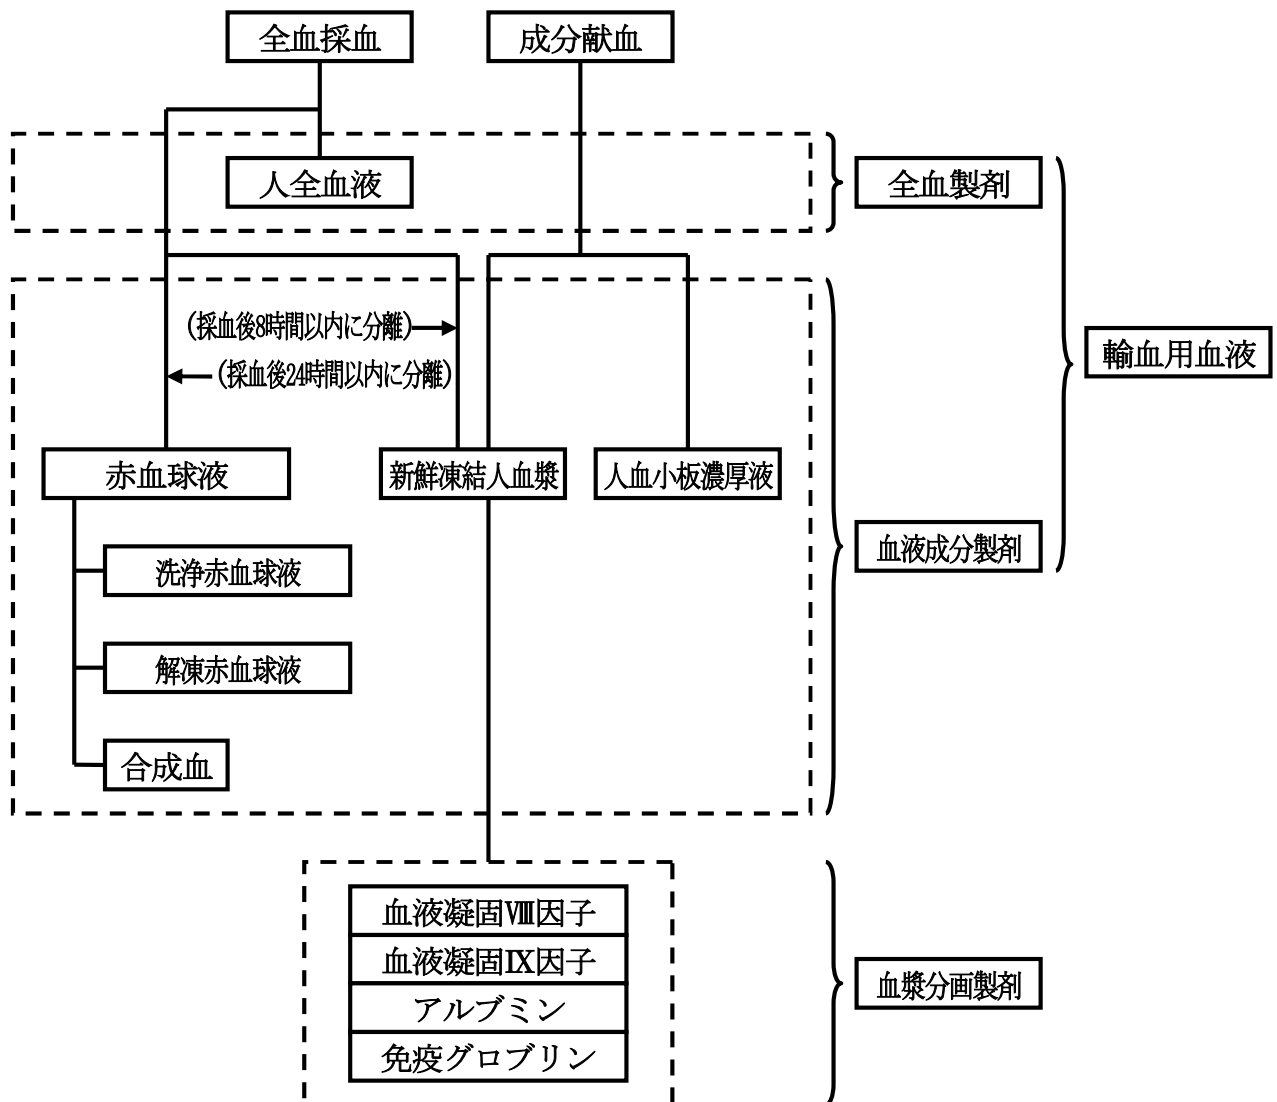 全血採血
成分献血
人全血液
全血製剤
(採血後8時間以内に分離)
(採血後24時間以内に分離)
輸血用血液
赤血球液
新鮮凍結人血漿
人血小板濃厚液
血液成分製剤
洗浄赤血球液
解凍赤血球液
合成血
血液凝固Ⅷ因子
血液凝固Ⅸ因子
アルブミン
免疫グロブリン
血漿分画製剤